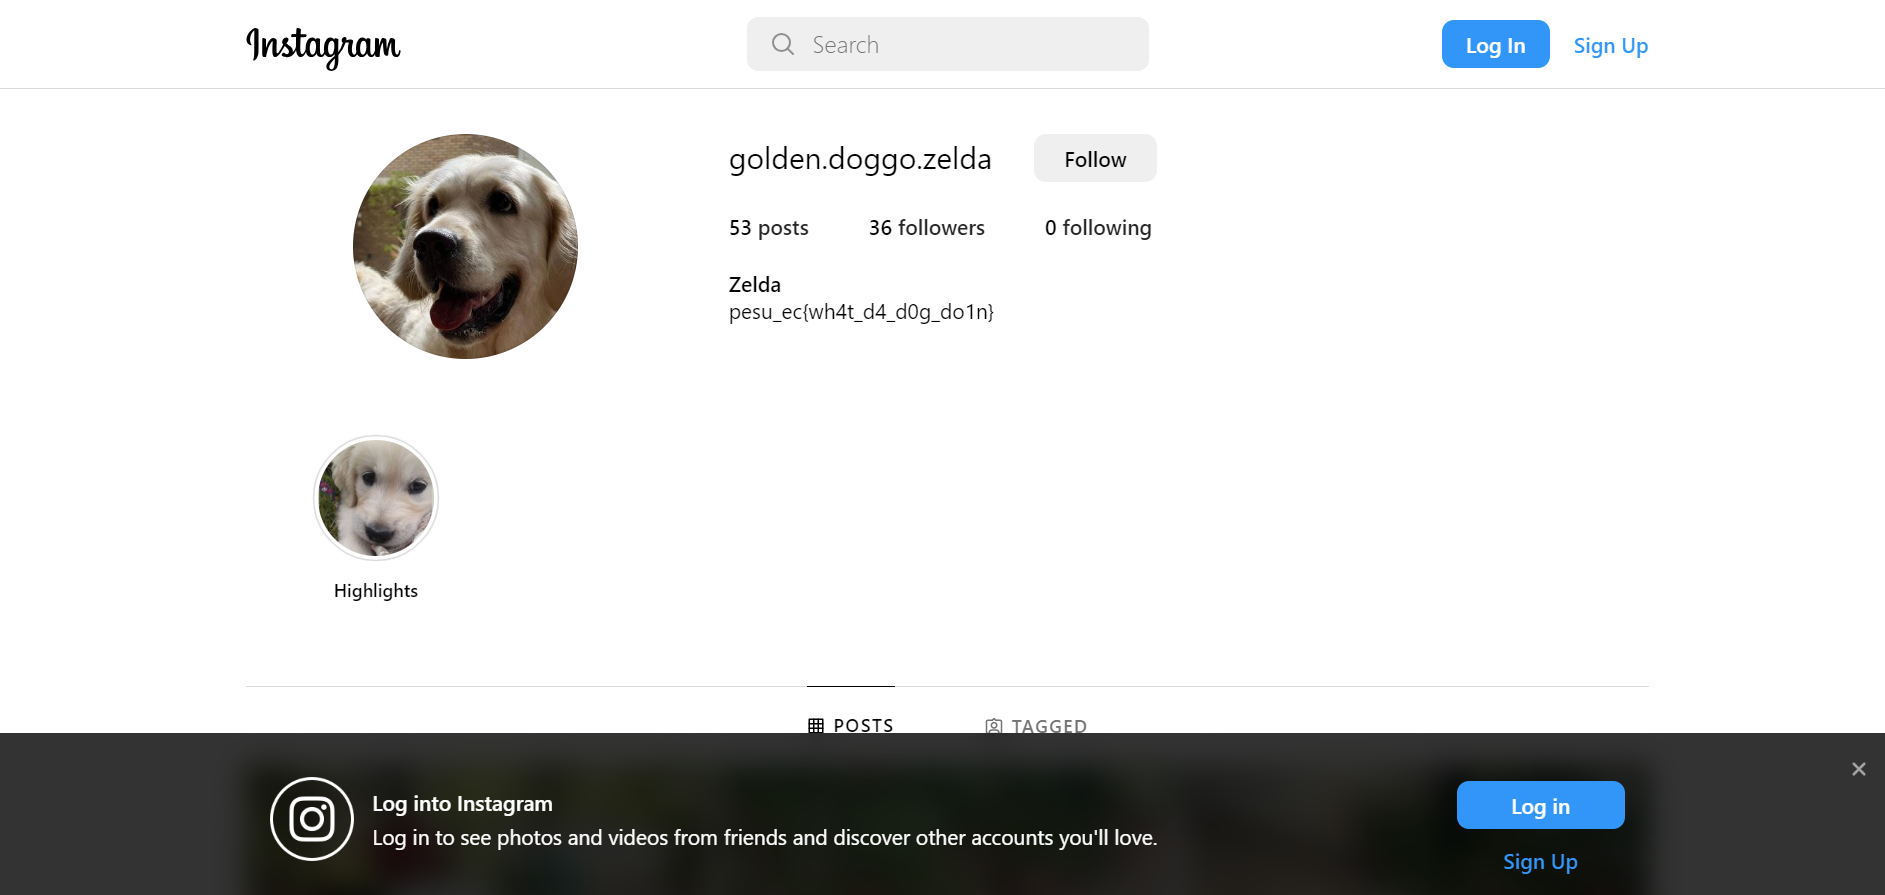 Instagram
Search
Log In
Sign Up
golden.doggo.zelda
Follow
53 posts
36 followers
0 following
Zelda
pesu_ec{wh4t_d4_d0g_do1n}
Highlights
POSTS
TAGGED
Log into Instagram
Log in to see photos and videos from friends and discover other accounts you'll love.
Log in
Sign Up